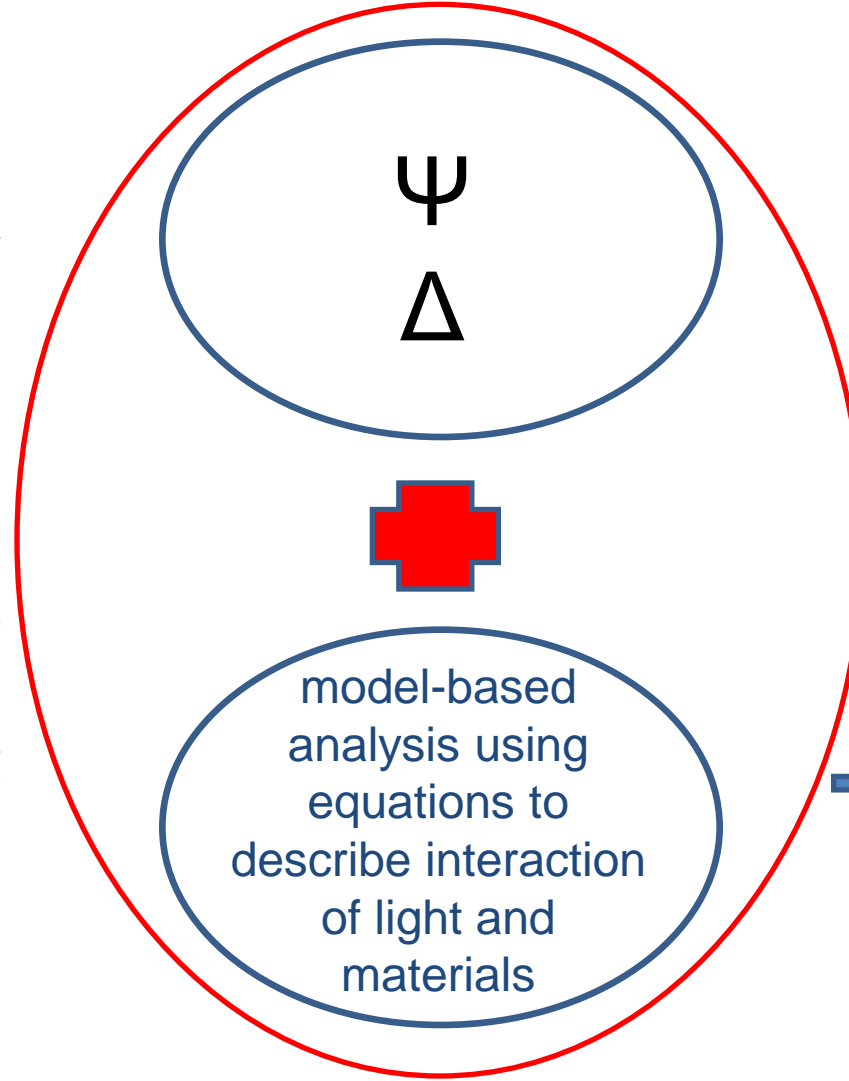 Ψ
Δ
model-based
analysis using
equations to
describe interaction
of light and
materials